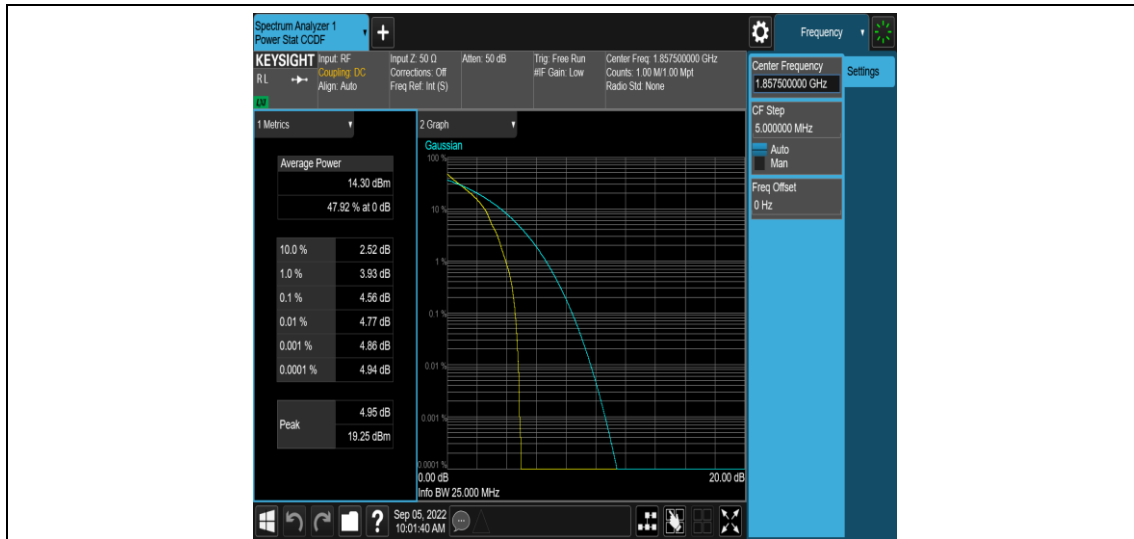 Spectrum Analyzer 1
Power Stat CCDF
+
Frequency
KEYSIGHT
RL
LXI
Input: RF
Coupling: DC
Align: Auto
Input Z: 50 Ω
Corrections: Off
Freq Ref: Int (S)
Atten: 50 dB
Trig: Free Run
#IF Gain: Low
Center Freq: 1.857500000 GHz
Counts: 1.00 M/1.00 Mpt
Radio Std: None
Center Frequency
1.857500000 GHz
Settings
CF Step
5.000000 MHz
Auto
Man
Freq Offset
0 Hz
1 Metrics
Average Power
14.30 dBm
47.92 % at 0 dB
10.0 % 2.52 dB
1.0 % 3.93 dB
0.1 % 4.56 dB
0.01 % 4.77 dB
0.001 % 4.86 dB
0.0001 % 4.94 dB
Peak 4.95 dB
19.25 dBm
2 Graph
Gaussian
100 %
10 %
1 %
0.1 %
0.01 %
0.001 %
0.0001 %
0.00 dB 20.00 dB
Info BW 25.000 MHz
?
Sep 05, 2022
10:01:40 AM